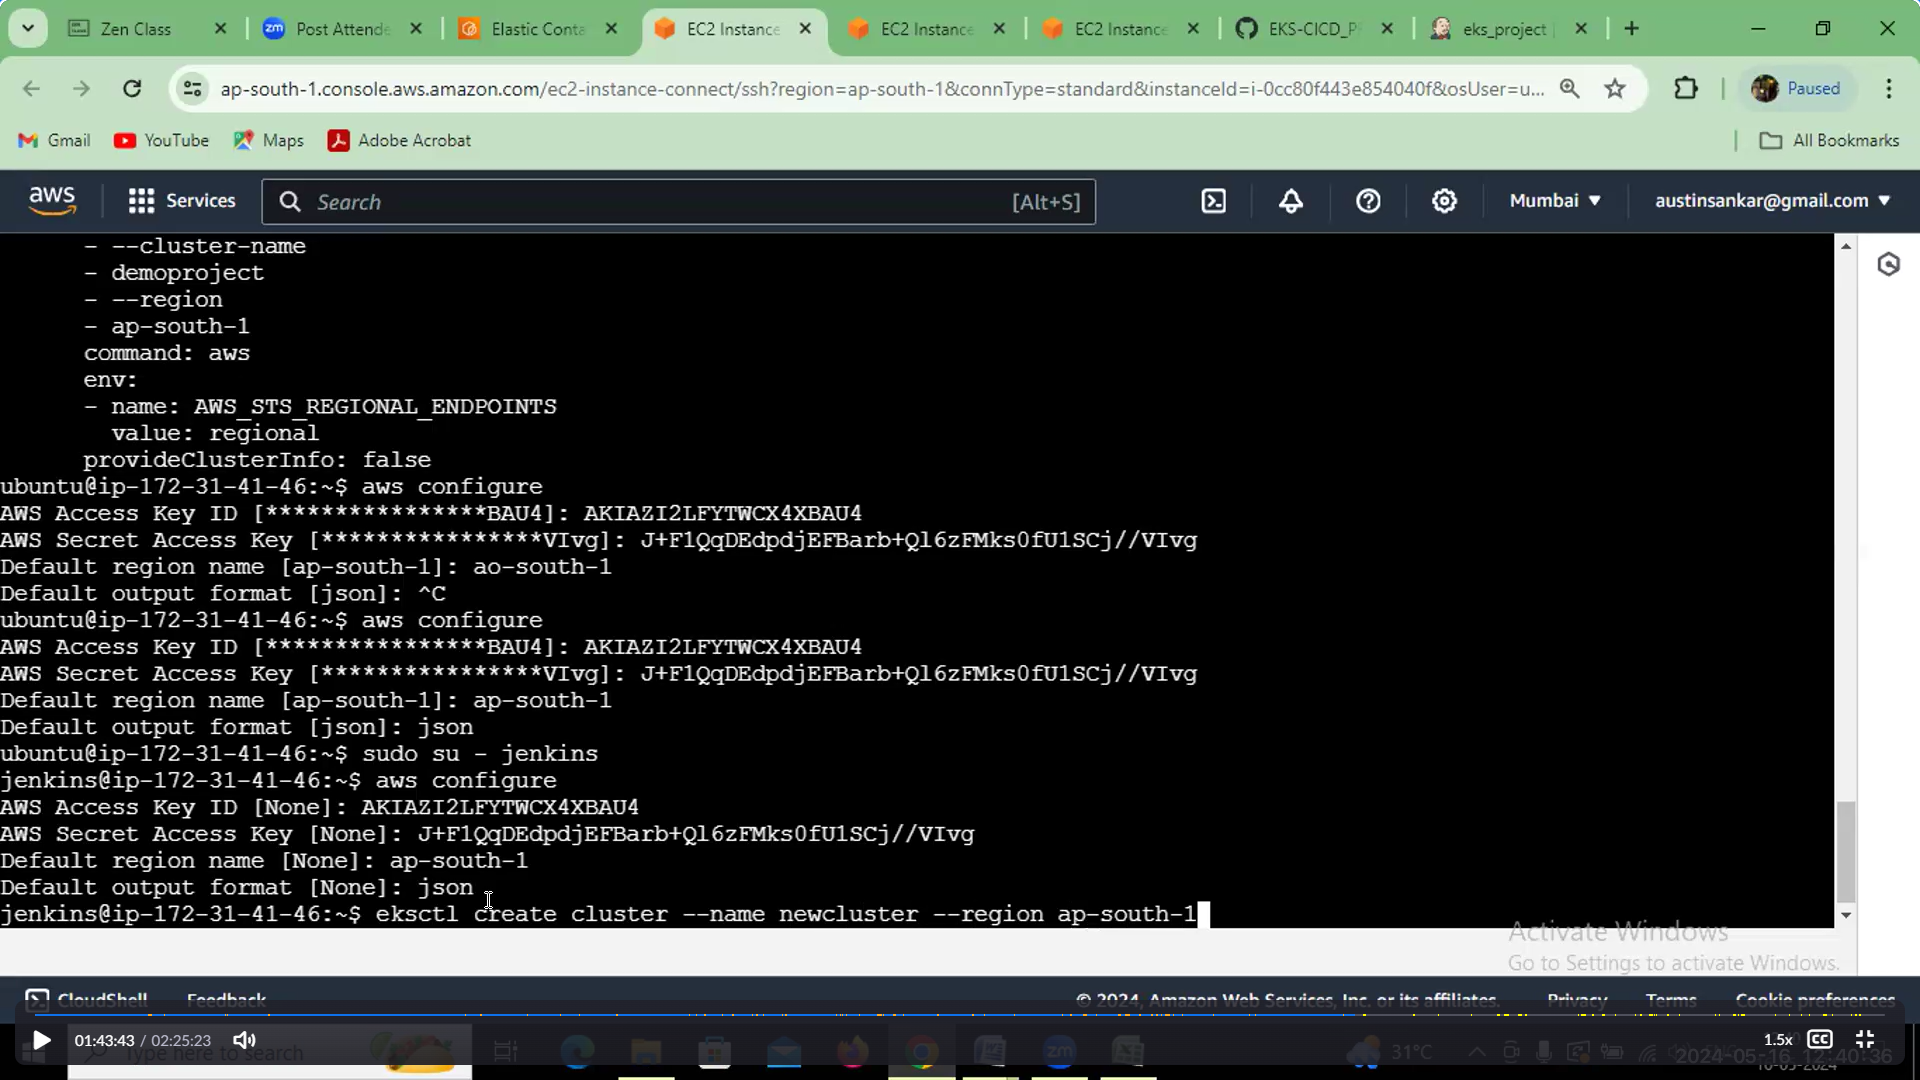 Zen Class
Post Attende
Elastic Conta
EC2 Instance
EC2 Instance
EC2 Instance
EKS-CICD_P
eks_project
ap-south-1.console.aws.amazon.com/ec2-instance-connect/ssh?region=ap-south-1&connType=standard&instanceId=i-0cc80f443e854040f&osUser=u...
Paused
Gmail
YouTube
Maps
Adobe Acrobat
All Bookmarks
aws
Services
Search
[Alt+S]
Mumbai
austinsankar@gmail.com
- --cluster-name
- demoproject
- --region
- ap-south-1
command: aws
env:
- name: AWS_STS_REGIONAL_ENDPOINTS
value: regional
provideClusterInfo: false
ubuntu@ip-172-31-41-46:~$ aws configure
AWS Access Key ID [****************BAU4]: AKIAZI2LFYTWCX4XBAU4
AWS Secret Access Key [****************VIvg]: 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
Default region name [ap-south-1]: ao-south-1
Default output format [json]: ^C
ubuntu@ip-172-31-41-46:~$ aws configure
AWS Access Key ID [****************BAU4]: AKIAZI2LFYTWCX4XBAU4
AWS Secret Access Key [****************VIvg]: 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
Default region name [ap-south-1]: ap-south-1
Default output format [json]: json
ubuntu@ip-172-31-41-46:~$ sudo su - jenkins
jenkins@ip-172-31-41-46:~$ aws configure
AWS Access Key ID [None]: AKIAZI2LFYTWCX4XBAU4
AWS Secret Access Key [None]: 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
Default region name [None]: ap-south-1
Default output format [None]: json
jenkins@ip-172-31-41-46:~$ eksctl create cluster --name newcluster --region ap-south-1
Activate Windows
Go to Settings to activate Windows.
CloudShell
Feedback
© 2024, Amazon Web Services, Inc. or its affiliates.
Privacy
Terms
Cookie preferences
01:43:43 / 02:25:23
Type here to search
31°C
1.5x
CC
2024-05-16 12:40:36